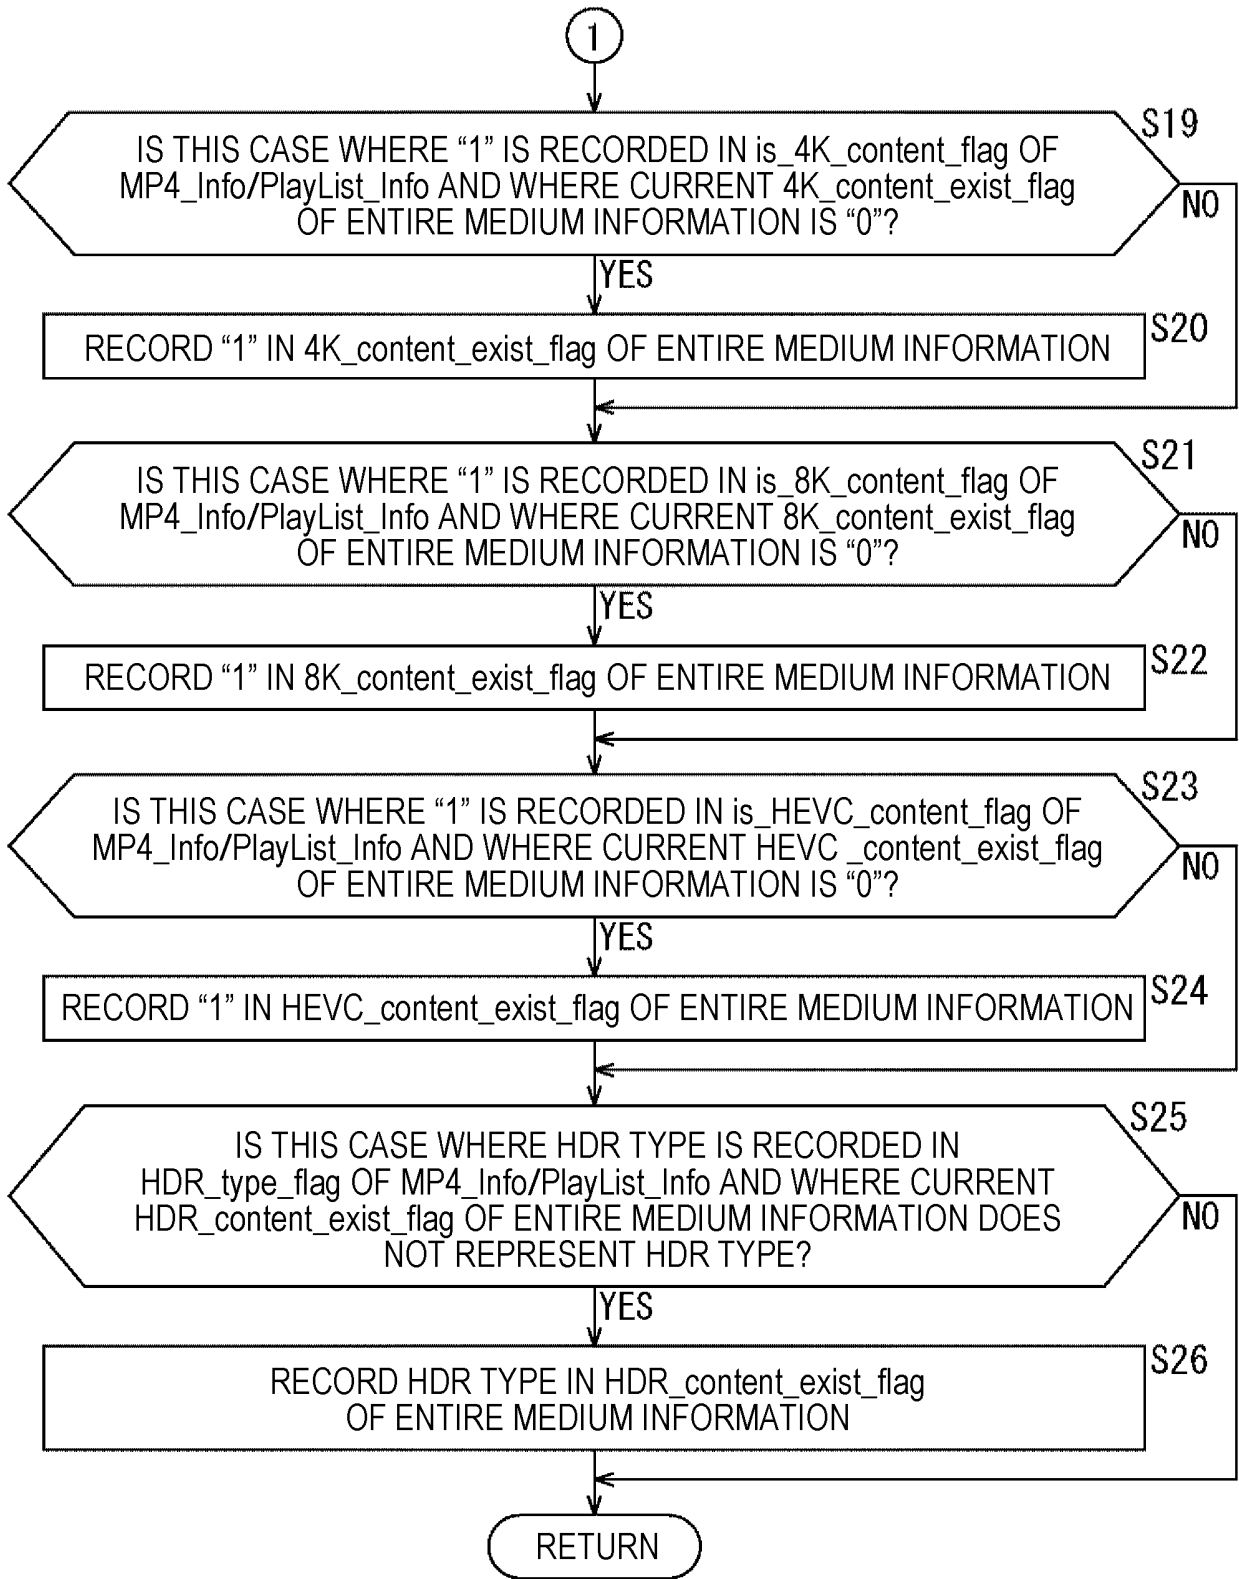 1
S19
IS THIS CASE WHERE “1” IS RECORDED IN is_4K_content_flag OF
MP4_Info/PlayList_Info AND WHERE CURRENT 4K_content_exist_flag
OF ENTIRE MEDIUM INFORMATION IS “0”?
NO
YES
S20
RECORD “1” IN 4K_content_exist_flag OF ENTIRE MEDIUM INFORMATION
S21
IS THIS CASE WHERE “1” IS RECORDED IN is_8K_content_flag OF
MP4_Info/PlayList_Info AND WHERE CURRENT 8K_content_exist_flag
OF ENTIRE MEDIUM INFORMATION IS “0”?
NO
YES
S22
RECORD “1” IN 8K_content_exist_flag OF ENTIRE MEDIUM INFORMATION
S23
IS THIS CASE WHERE “1” IS RECORDED IN is_HEVC_content_flag OF
MP4_Info/PlayList_Info AND WHERE CURRENT HEVC _content_exist_flag
OF ENTIRE MEDIUM INFORMATION IS “0”?
NO
YES
S24
RECORD “1” IN HEVC_content_exist_flag OF ENTIRE MEDIUM INFORMATION
S25
IS THIS CASE WHERE HDR TYPE IS RECORDED IN
HDR_type_flag OF MP4_Info/PlayList_Info AND WHERE CURRENT
HDR_content_exist_flag OF ENTIRE MEDIUM INFORMATION DOES
NOT REPRESENT HDR TYPE?
NO
YES
S26
RECORD HDR TYPE IN HDR_content_exist_flag
OF ENTIRE MEDIUM INFORMATION
RETURN